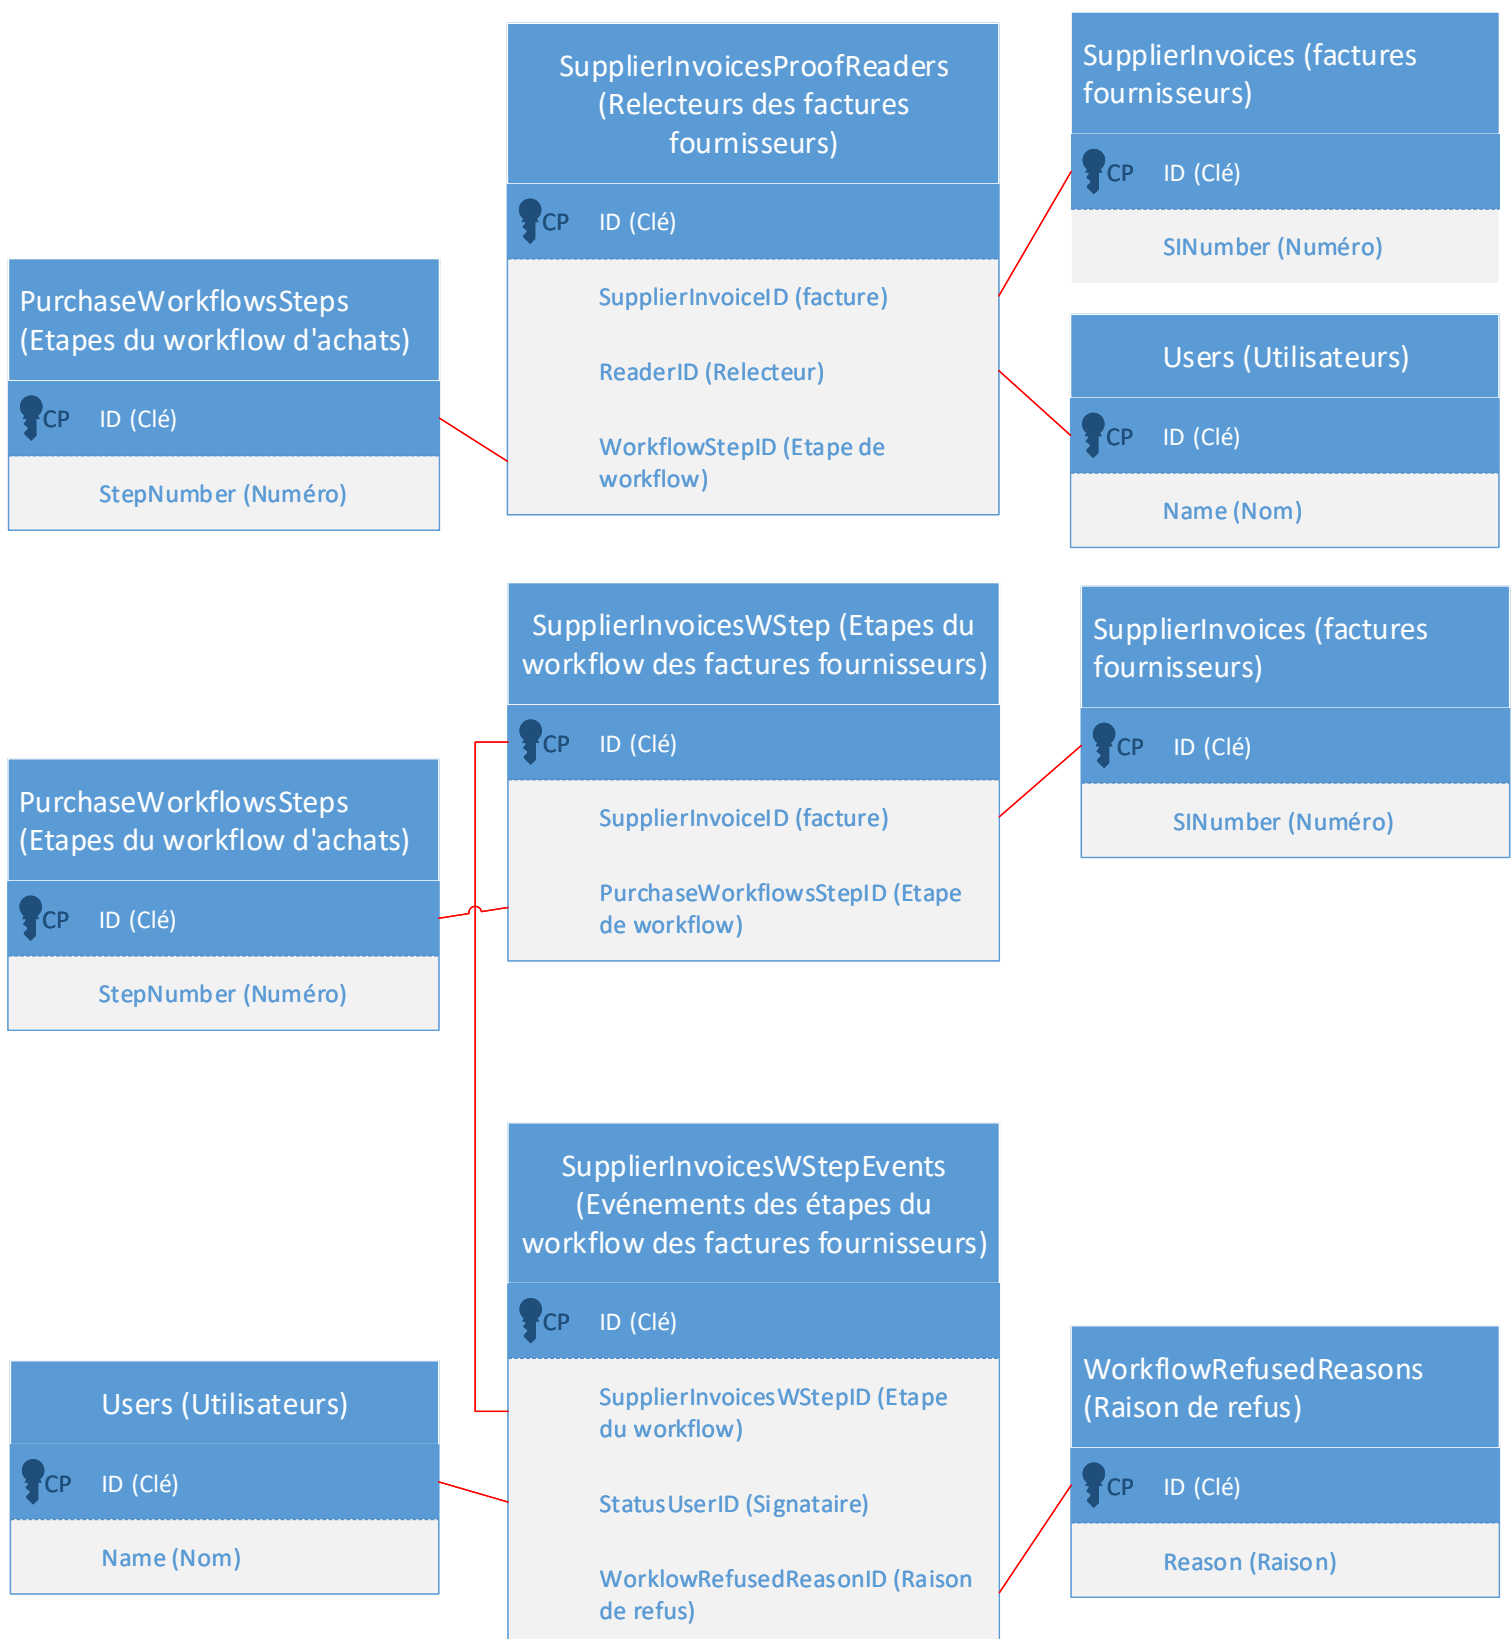 SupplierInvoicesProofReaders
(Relecteurs des factures
fournisseurs)
CP ID (Clé)
SupplierInvoiceID (facture)
ReaderID (Relecteur)
WorkflowStepID (Etape de
workflow)
SupplierInvoices (factures
fournisseurs)
CP ID (Clé)
SINumber (Numéro)
PurchaseWorkflowsSteps
(Etapes du workflow d'achats)
CP ID (Clé)
StepNumber (Numéro)
Users (Utilisateurs)
CP ID (Clé)
Name (Nom)
SupplierInvoicesWStep (Etapes du
workflow des factures fournisseurs)
CP ID (Clé)
SupplierInvoiceID (facture)
PurchaseWorkflowsStepID (Etape
de workflow)
SupplierInvoices (factures
fournisseurs)
CP ID (Clé)
SINumber (Numéro)
PurchaseWorkflowsSteps
(Etapes du workflow d'achats)
CP ID (Clé)
StepNumber (Numéro)
SupplierInvoicesWStepEvents
(Evénements des étapes du
workflow des factures fournisseurs)
CP ID (Clé)
SupplierInvoicesWStepID (Etape
du workflow)
StatusUserID (Signataire)
WorklowRefusedReasonID (Raison
de refus)
Users (Utilisateurs)
CP ID (Clé)
Name (Nom)
WorkflowRefusedReasons
(Raison de refus)
CP ID (Clé)
Reason (Raison)